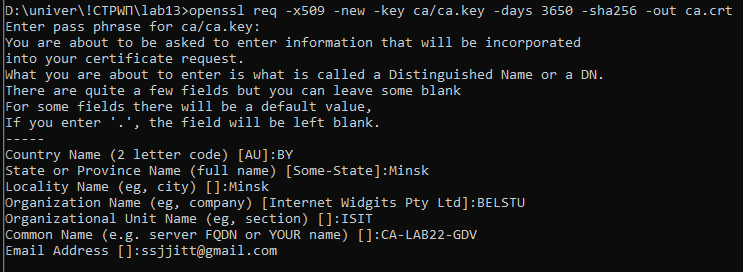 D:\univer\!СТРWП\lab13>openssl req -x509 -new -key ca/ca.key -days 3650 -sha256 -out ca.crt
Enter pass phrase for ca/ca.key:
You are about to be asked to enter information that will be incorporated
into your certificate request.
What you are about to enter is what is called a Distinguished Name or a DN.
There are quite a few fields but you can leave some blank
For some fields there will be a default value,
If you enter '.', the field will be left blank.
-----
Country Name (2 letter code) [AU]:BY
State or Province Name (full name) [Some-State]:Minsk
Locality Name (eg, city) []:Minsk
Organization Name (eg, company) [Internet Widgits Pty Ltd]:BELSTU
Organizational Unit Name (eg, section) []:ISIT
Common Name (e.g. server FQDN or YOUR name) []:CA-LAB22-GDV
Email Address []:ssjjitt@gmail.com